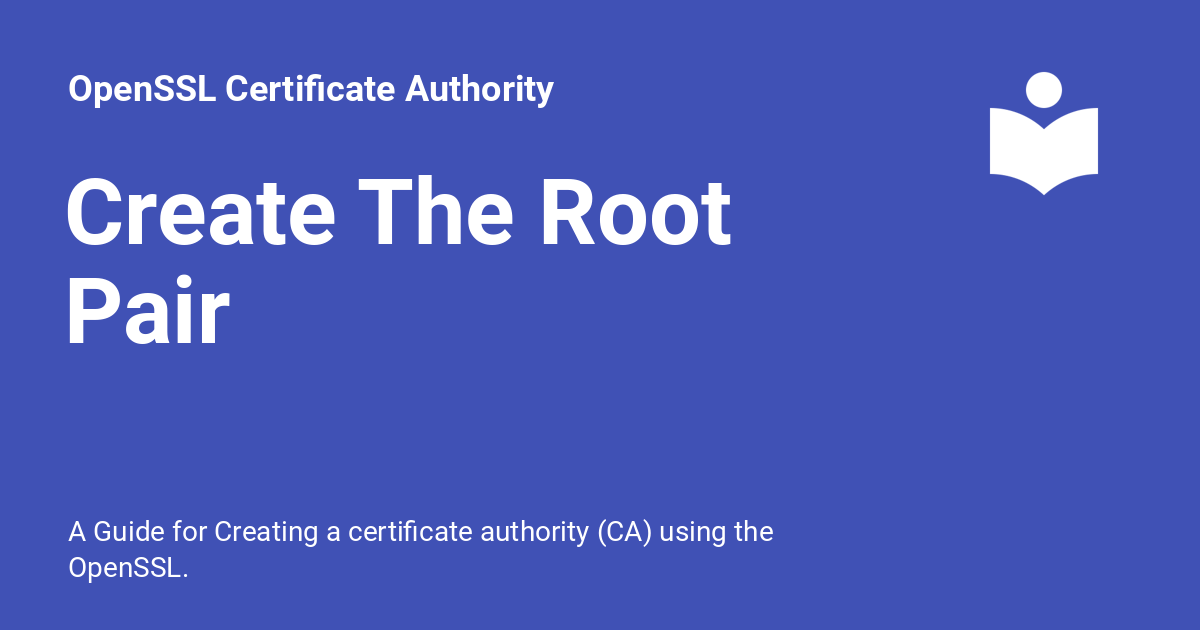 OpenSSL Certificate Authority
Create The Root
Pair
A Guide for Creating a certificate authority (CA) using the
OpenSSL.